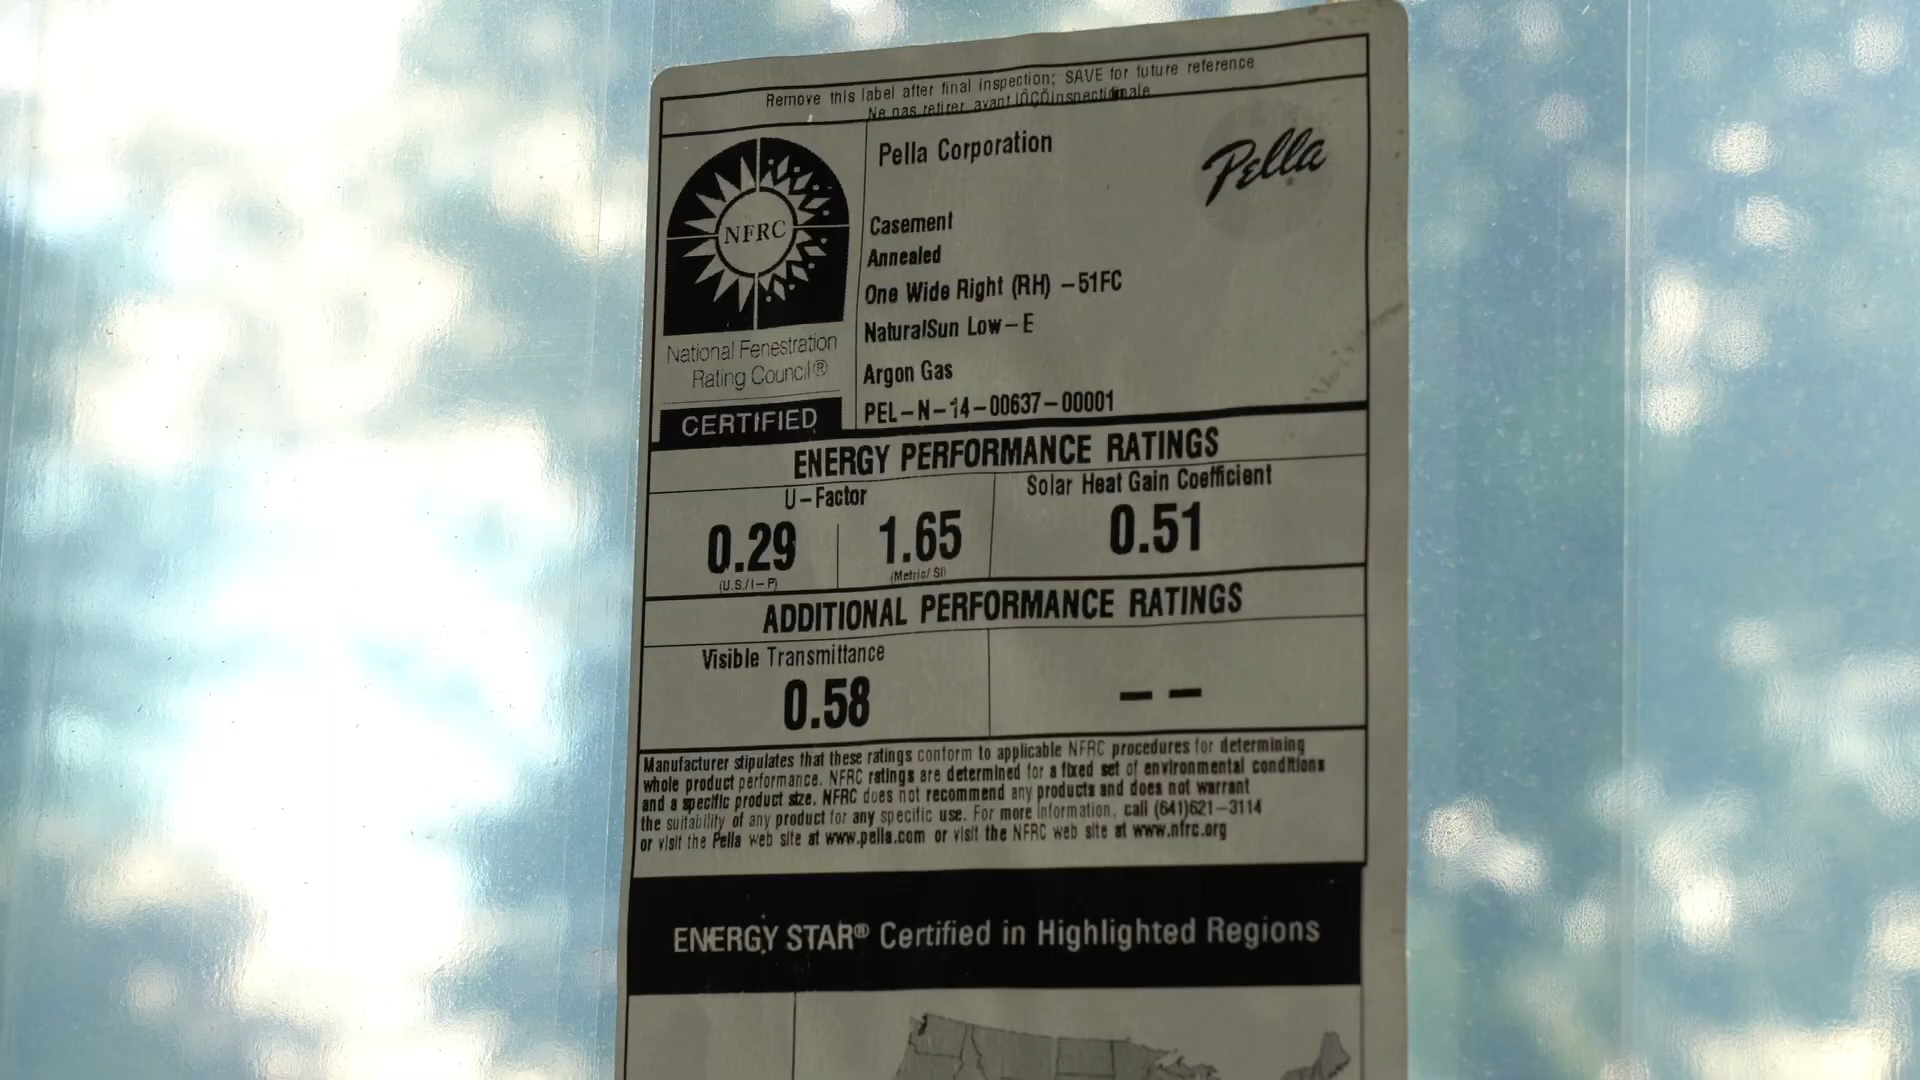 Remove this label after final inspection; SAVE for future reference
Ne pas retirer avant
NFRC
National Fenestration
Rating Council®
CERTIFIED
Pella Corporation
Pella
Casement
Annealed
One Wide Right (RH) -51FC
NaturalSun Low-E
Argon Gas
PEL-N-14-00637-00001
ENERGY PERFORMANCE RATINGS
U-Factor
Solar Heat Gain Coefficient
0.29
1.65
0.51
(U.S./I-P)
(Metric/SI)
ADDITIONAL PERFORMANCE RATINGS
Visible Transmittance
0.58
– –
Manufacturer stipulates that these ratings conform to applicable NFRC procedures for determining
whole product performance. NFRC ratings are determined for a fixed set of environmental conditions
and a specific product size. NFRC does not recommend any products and does not warrant
the suitability of any product for any specific use. For more information, call (641)621-3114
or visit the Pella web site at www.pella.com or visit the NFRC web site at www.nfrc.org
ENERGY STAR® Certified in Highlighted Regions